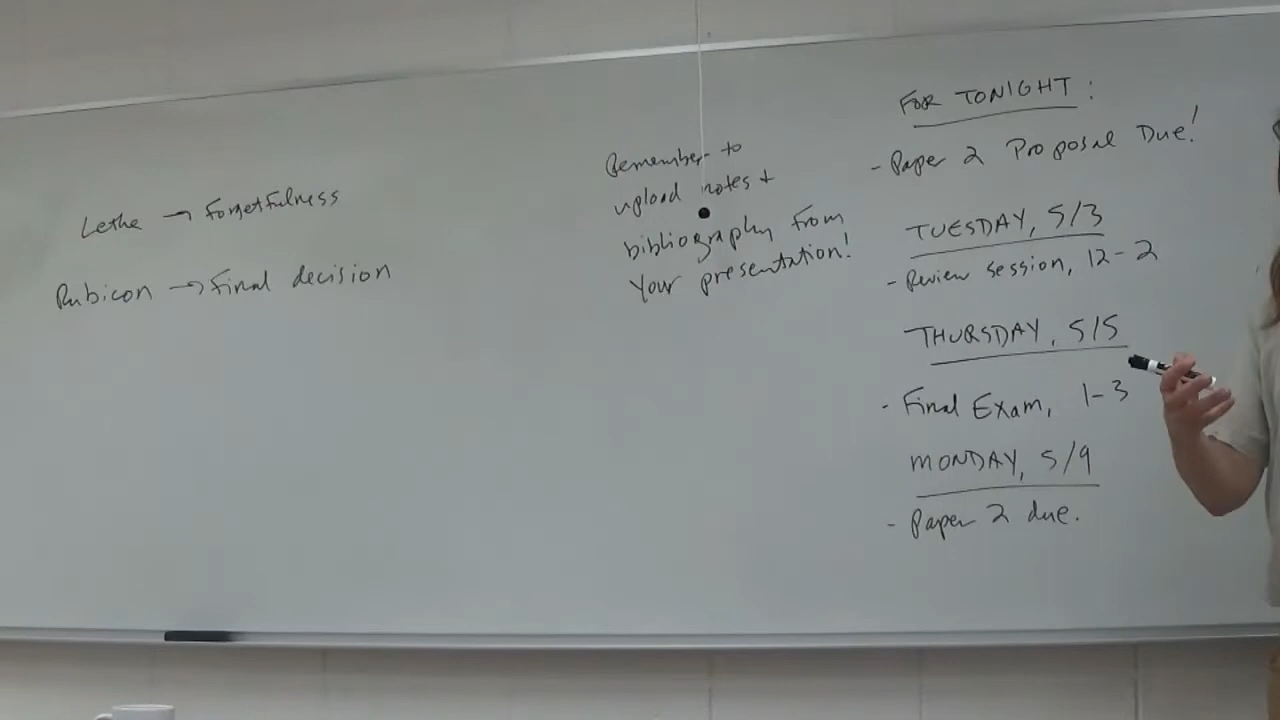 Lethe → Forgetfulness
Rubicon → Final decision
Remember to
upload notes +
bibliography from
your presentation!
FOR TONIGHT:
- Paper 2 Proposal Due!
TUESDAY, 5/3
- Review session, 12-2
THURSDAY, 5/5
- Final Exam, 1-3
MONDAY, 5/9
- Paper 2 due.